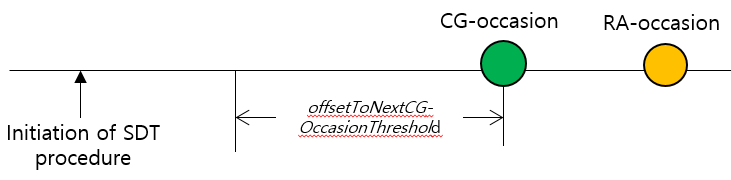 CG-occasion
RA-occasion
offsetToNextCG-
OccasionThreshold
Initiation of SDT
procedure